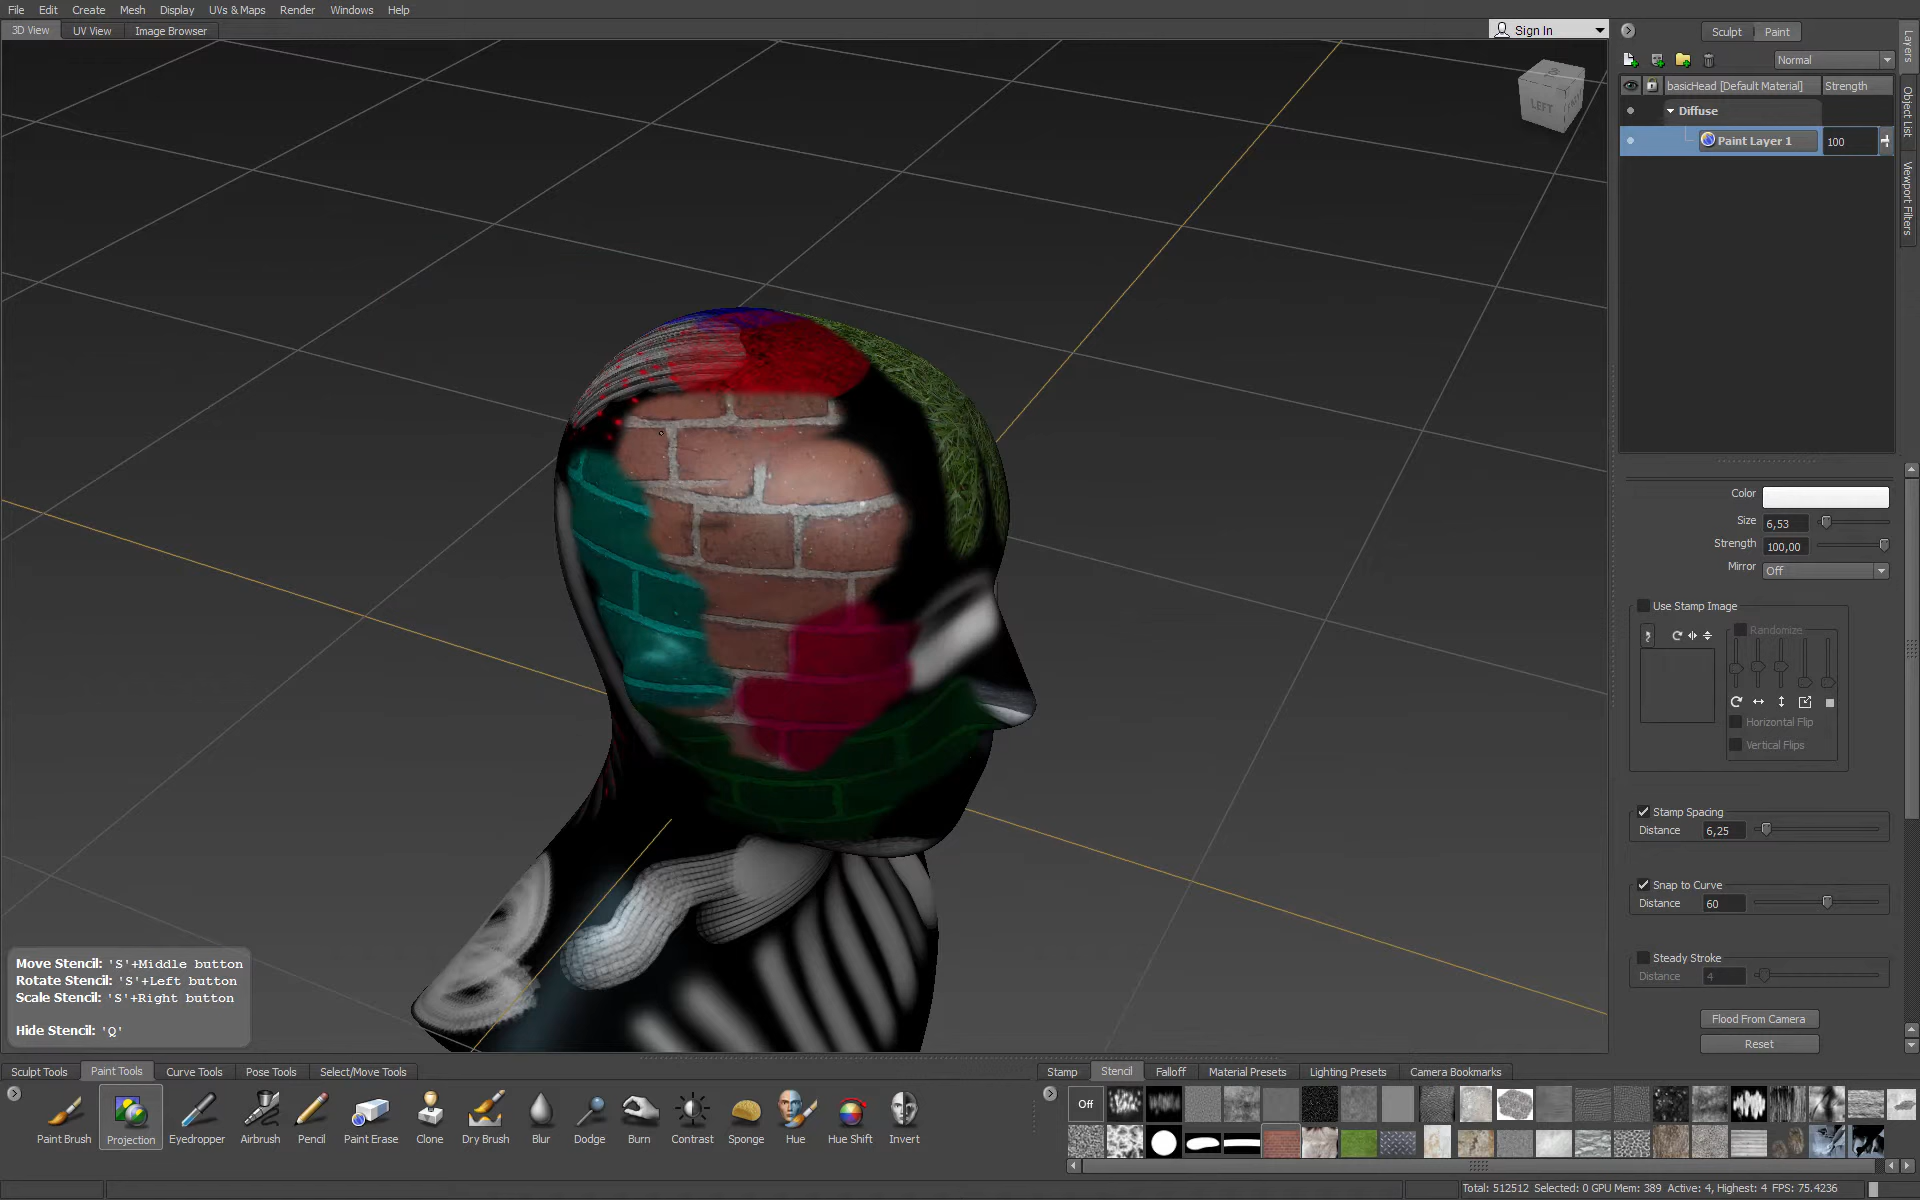 File Edit Create Mesh Display UVs & Maps Render Windows Help
3D View UV View Image Browser
Sign In
Sculpt Paint
Normal
basicHead [Default Material] Strength
Diffuse
Paint Layer 1 100
Layers
Object List
Viewport Filters
LEFT
Color
Size 6,53
Strength 100,00
Mirror Off
Use Stamp Image
Randomize
Horizontal Flip
Vertical Flips
Stamp Spacing
Distance 6,25
Snap to Curve
Distance 60
Steady Stroke
Distance 4
Flood From Camera
Reset
Move Stencil: 'S'+Middle button
Rotate Stencil: 'S'+Left button
Scale Stencil: 'S'+Right button
Hide Stencil: 'Q'
Sculpt Tools Paint Tools Curve Tools Pose Tools Select/Move Tools
Paint Brush Projection Eyedropper Airbrush Pencil Paint Erase Clone Dry Brush Blur Dodge Burn Contrast Sponge Hue Hue Shift Invert
Stamp Stencil Falloff Material Presets Lighting Presets Camera Bookmarks
Off
Total: 512512 Selected: 0 GPU Mem: 389 Active: 4, Highest: 4 FPS: 75.4236